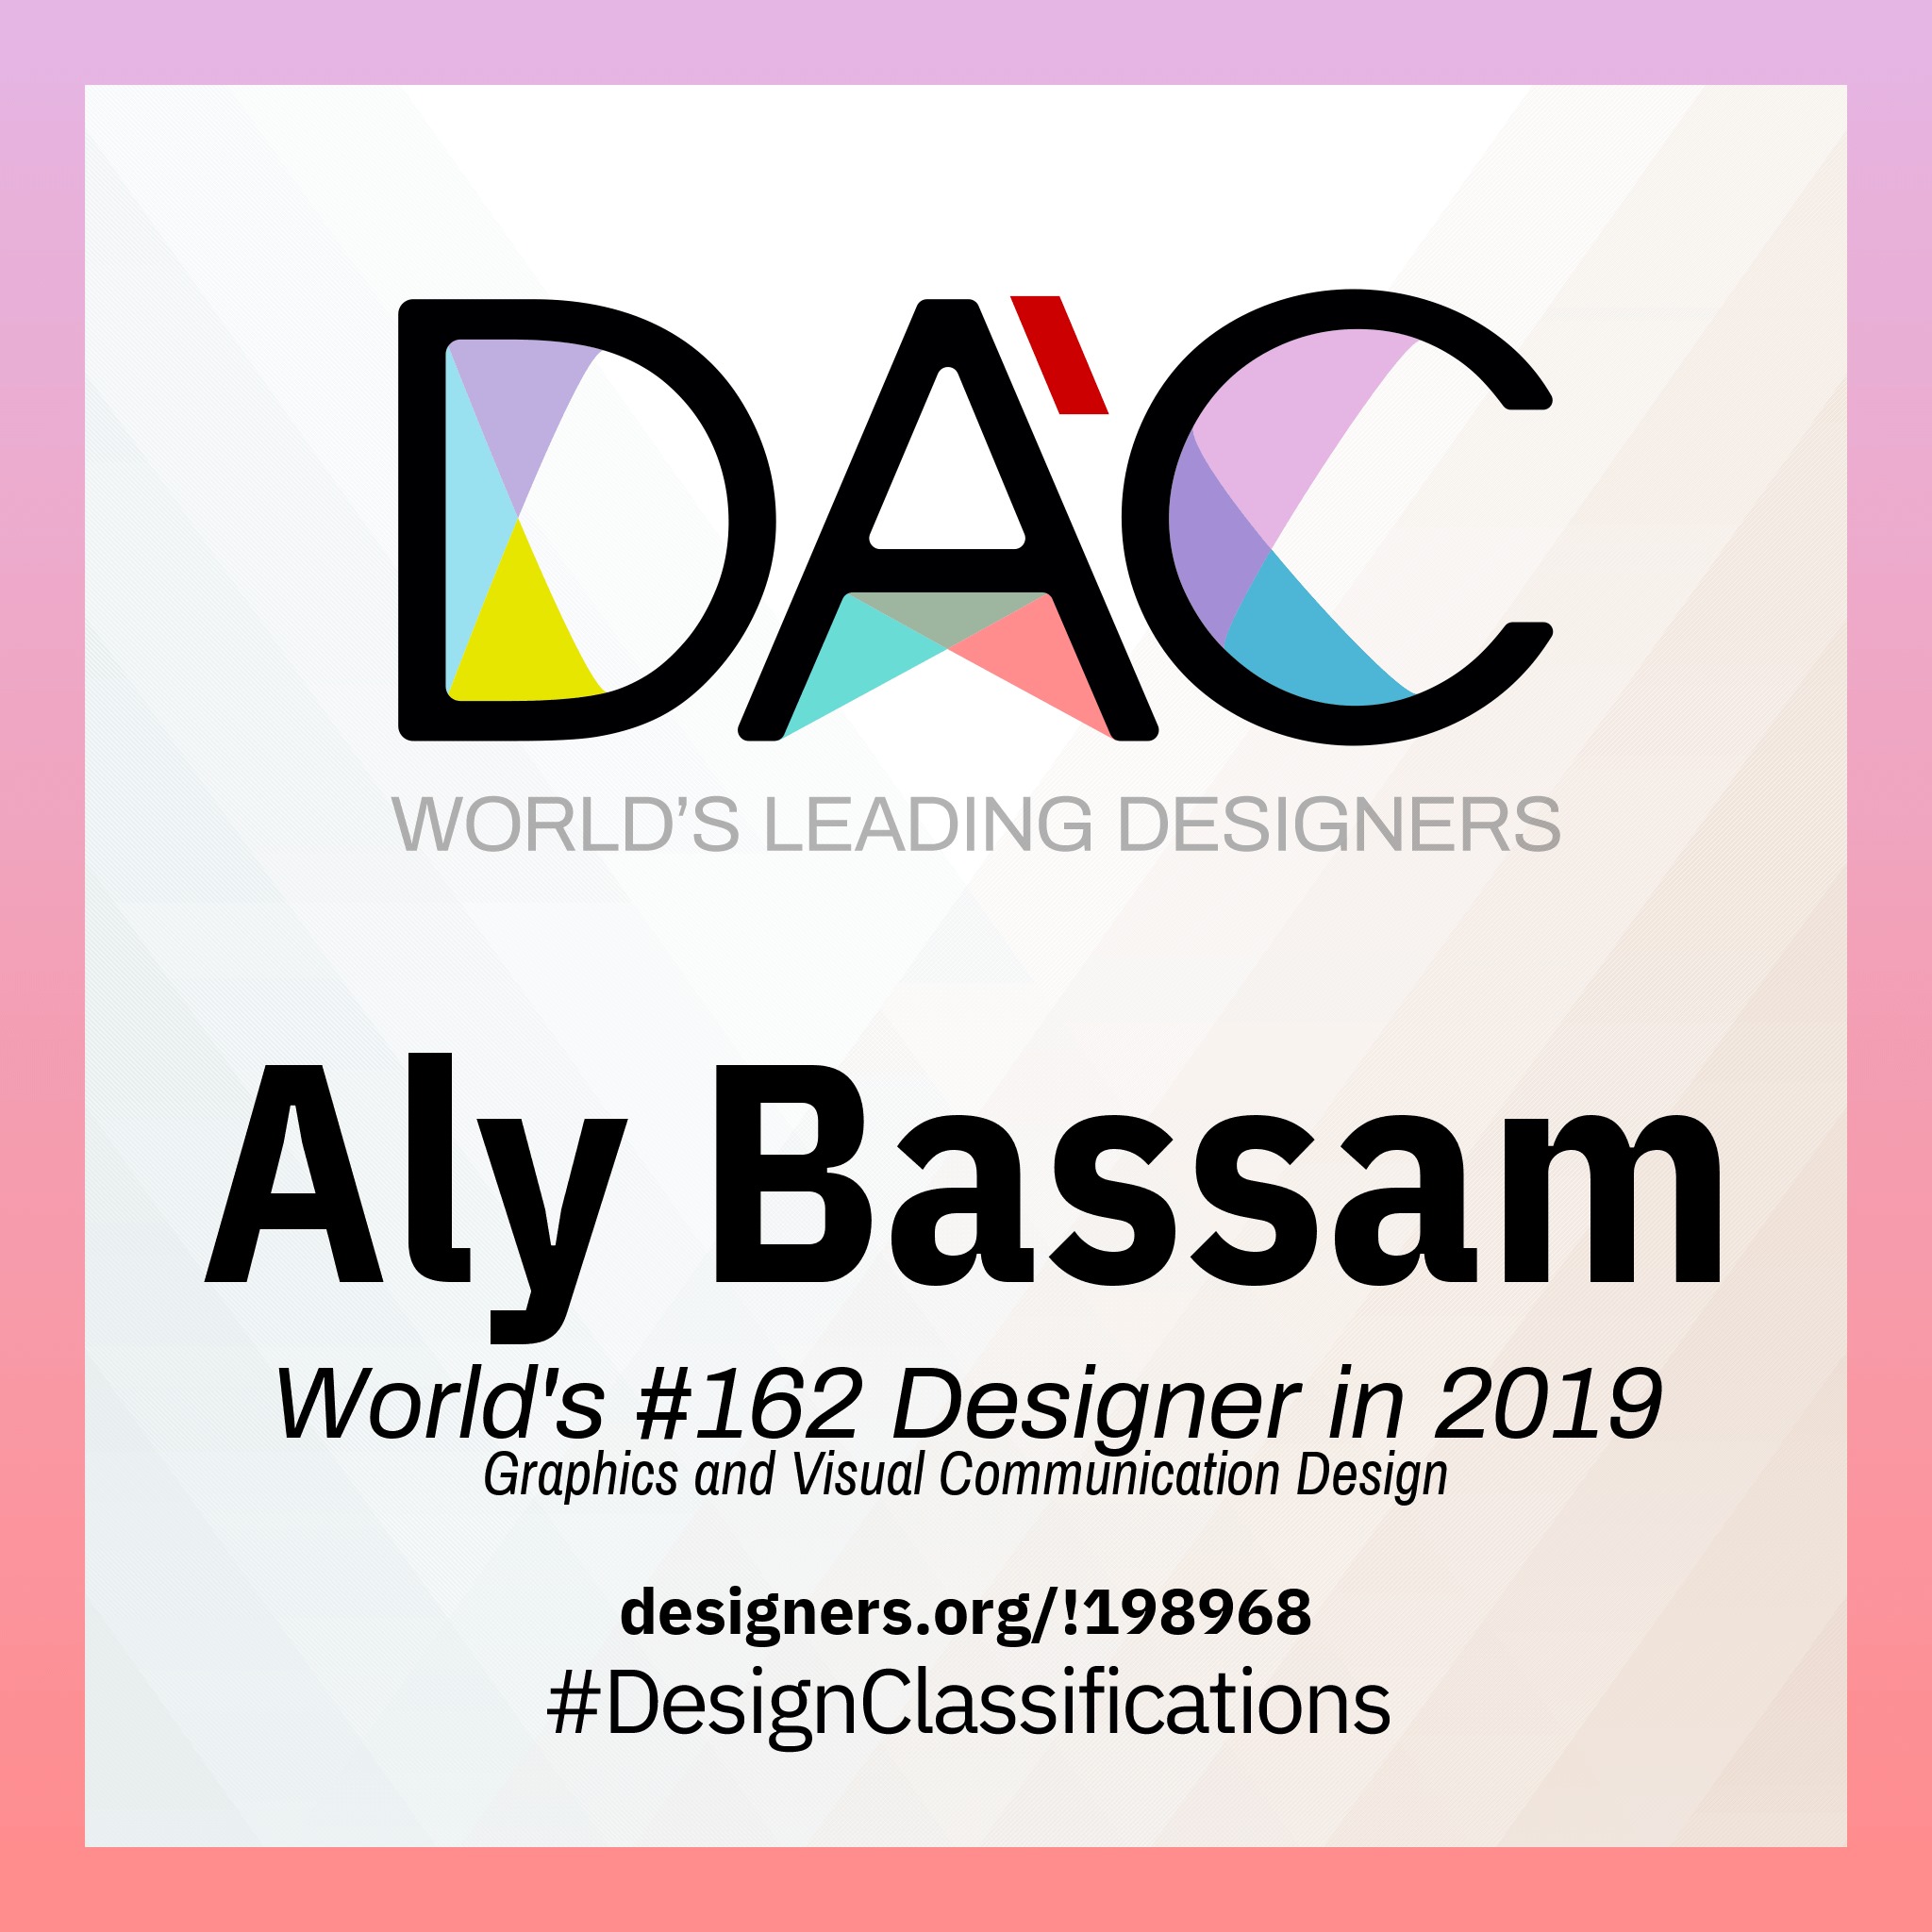 DA'C
WORLD'S LEADING DESIGNERS
Aly Bassam
World's #162 Designer in 2019
Graphics and Visual Communication Design
designers.org/!198968
#DesignClassifications